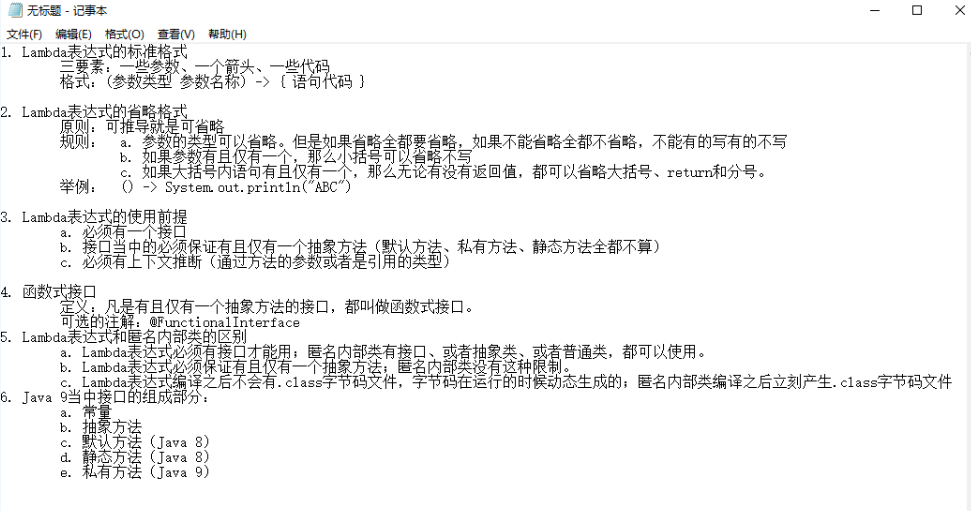 无标题 - 记事本
文件(F) 编辑(E) 格式(O) 查看(V) 帮助(H)
1. Lambda表达式的标准格式
三要素：一些参数、一个箭头、一些代码
格式：(参数类型 参数名称) -> { 语句代码 }
2. Lambda表达式的省略格式
原则：可推导就是可省略
规则： a. 参数的类型可以省略。但是如果省略全都要省略，如果不能省略全都不省略，不能有的写有的不写
b. 如果参数有且仅有一个，那么小括号可以省略不写
c. 如果大括号内语句有且仅有一个，那么无论有没有返回值，都可以省略大括号、return和分号。
举例： () -> System.out.println("ABC")
3. Lambda表达式的使用前提
a. 必须有一个接口
b. 接口当中的必须保证有且仅有一个抽象方法（默认方法、私有方法、静态方法全都不算）
c. 必须有上下文推断（通过方法的参数或者是引用的类型）
4. 函数式接口
定义：凡是有且仅有一个抽象方法的接口，都叫做函数式接口。
可选的注解：@FunctionalInterface
5. Lambda表达式和匿名内部类的区别
a. Lambda表达式必须有接口才能用；匿名内部类有接口、或者抽象类、或者普通类，都可以使用。
b. Lambda表达式必须保证有且仅有一个抽象方法；匿名内部类没有这种限制。
c. Lambda表达式编译之后不会有.class字节码文件，字节码在运行的时候动态生成的；匿名内部类编译之后立刻产生.class字节码文件
6. Java 9当中接口的组成部分：
a. 常量
b. 抽象方法
c. 默认方法（Java 8）
d. 静态方法（Java 8）
e. 私有方法（Java 9）